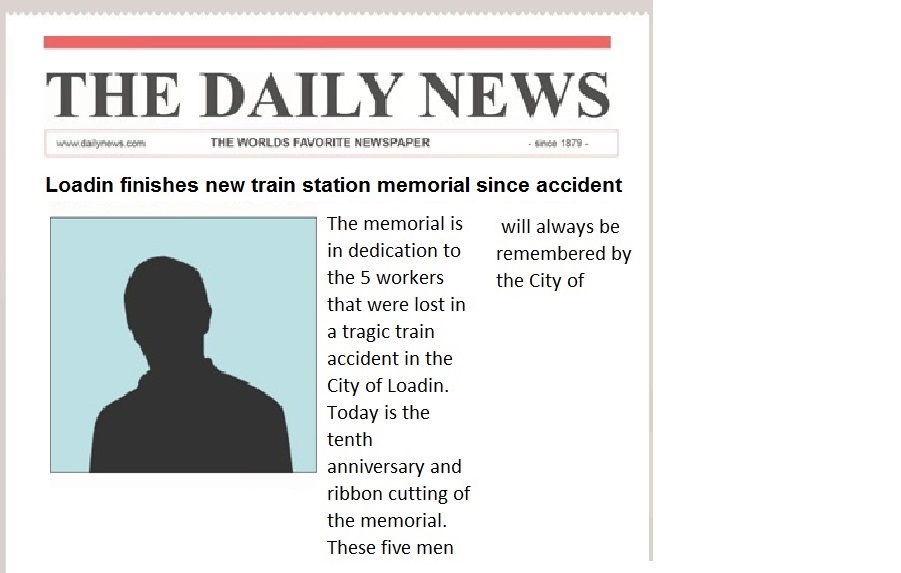 THE DAILY NEWS
www.dailynews.com THE WORLDS FAVORITE NEWSPAPER - since 1879 -
Loadin finishes new train station memorial since accident
The memorial is
in dedication to
the 5 workers
that were lost in
a tragic train
accident in the
City of Loadin.
Today is the
tenth
anniversary and
ribbon cutting of
the memorial.
These five men
will always be
remembered by
the City of